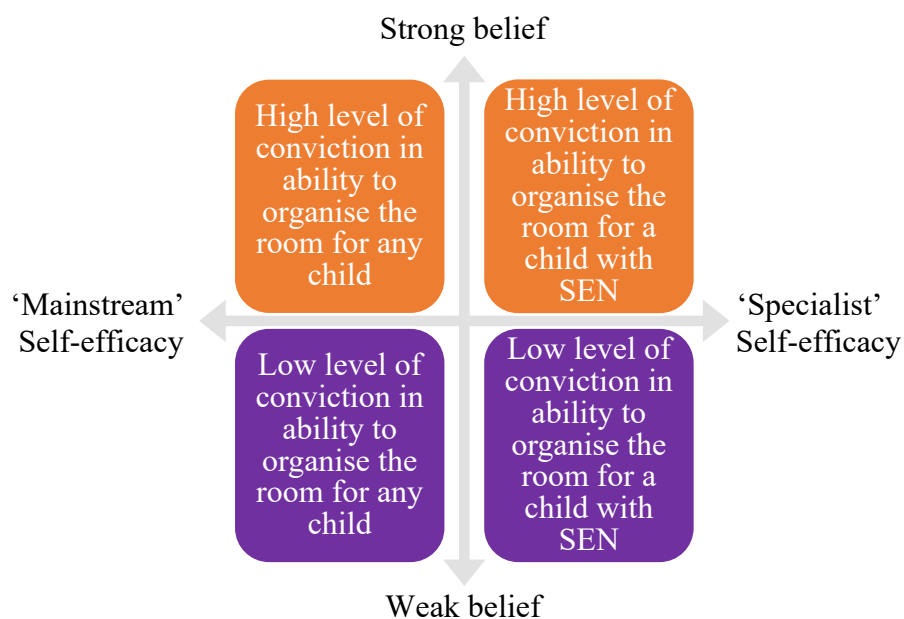 Strong belief
High level of
conviction in
ability to
organise the
room for any
child
High level of
conviction in
ability to
organise the
room for a
child with
SEN
‘Mainstream’
Self-efficacy
‘Specialist’
Self-efficacy
Low level of
conviction in
ability to
organise the
room for any
child
Low level of
conviction in
ability to
organise the
room for a
child with
SEN
Weak belief